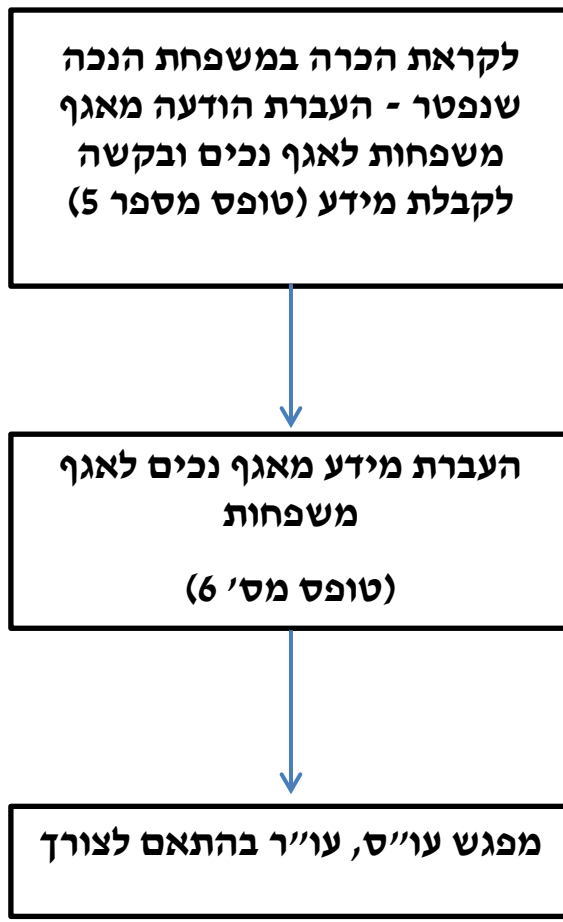 לקראת הכרה במשפחת הנכה
שנפטר - העברת הודעה מאגף
משפחות לאגף נכים ובקשה
לקבלת מידע (טופס מספר 5)
העברת מידע מאגף נכים לאגף
משפחות
(טופס מס' 6)
מפגש עו"ס, עו"ר בהתאם לצורך